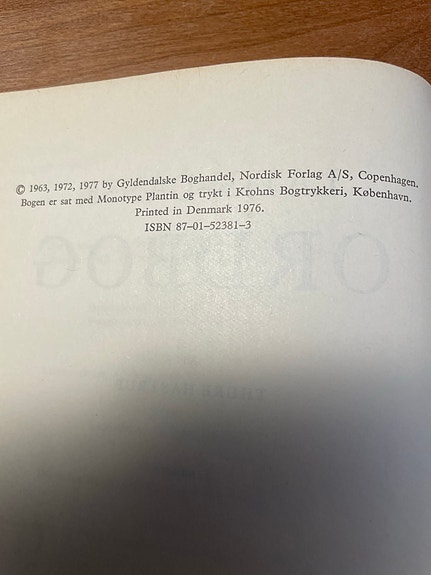 © 1963, 1972, 1977 by Gyldendalske Boghandel, Nordisk Forlag A/S, Copenhagen.
Bogen er sat med Monotype Plantin og trykt i Krohns Bogtrykkeri, København.
Printed in Denmark 1976.
ISBN 87-01-52381-3
ORDBOG